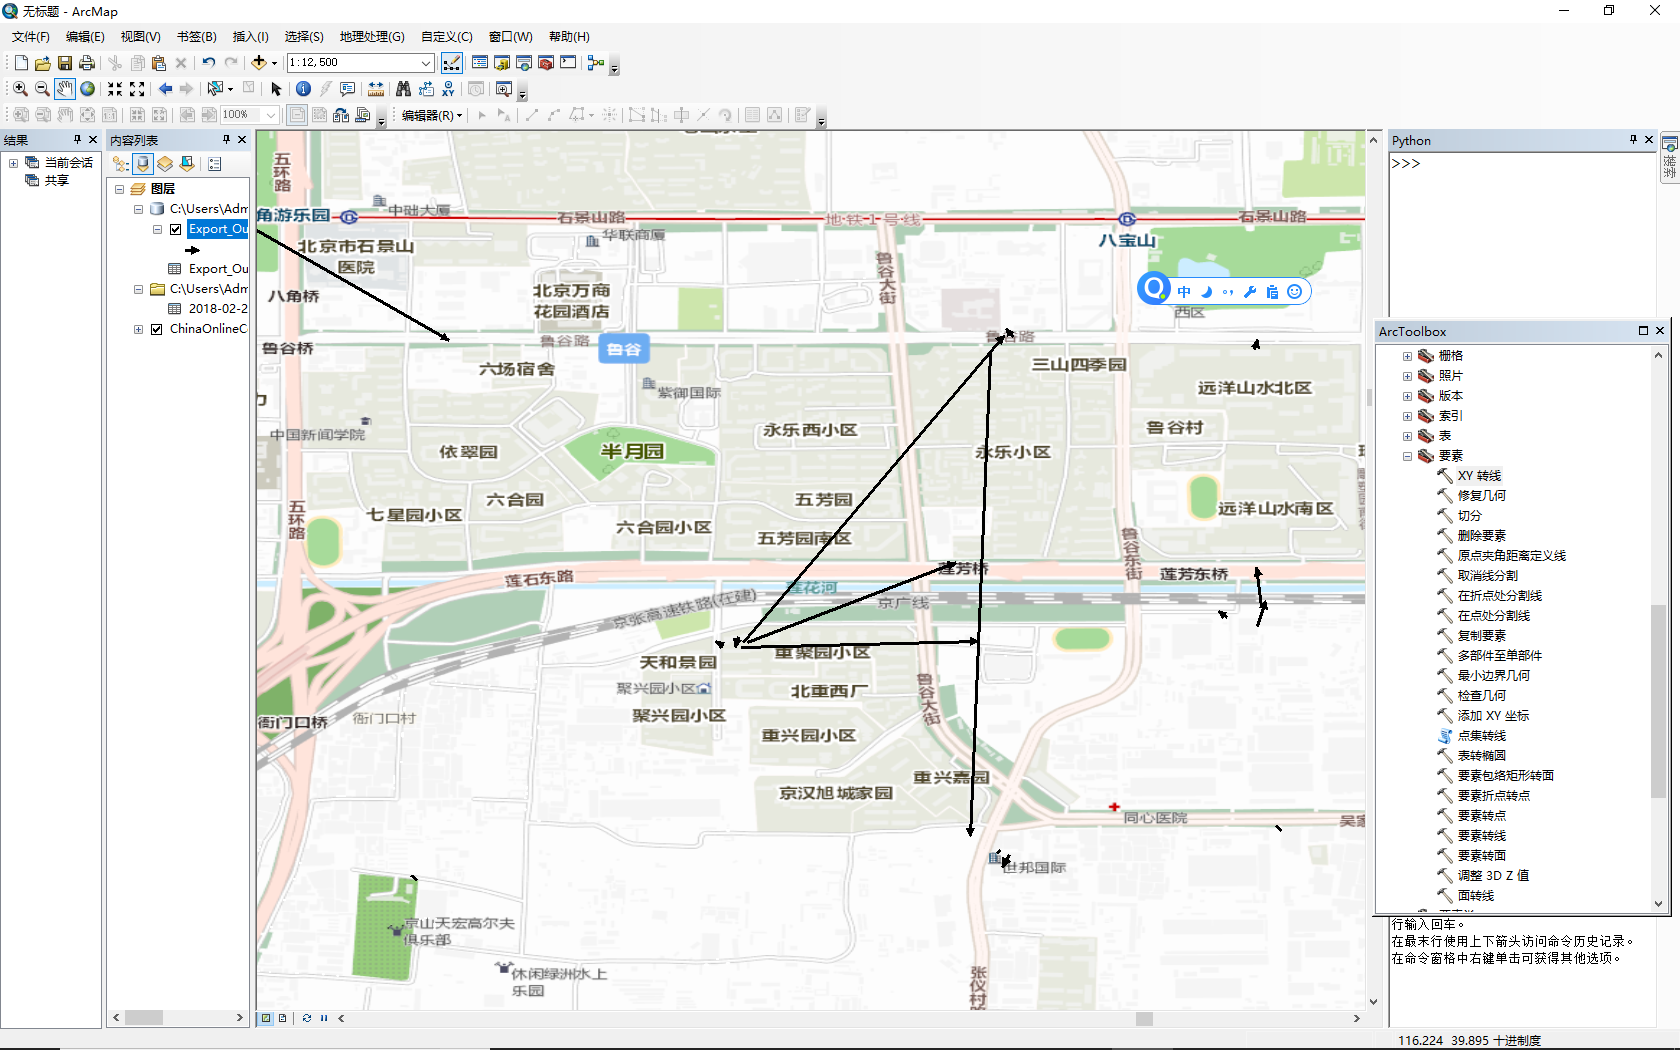 无标题 - ArcMap
文件(F) 编辑(E) 视图(V) 书签(B) 插入(I) 选择(S) 地理处理(G) 自定义(C) 窗口(W) 帮助(H)
1:12,500
100%
编辑器(R)
结果
当前会话
共享
内容列表
图层
C:\Users\Adm
Export_Ou
Export_Ou
C:\Users\Adm
2018-02-2
ChinaOnlineC
五环路
角游乐园
中础大厦
石景山路
地铁1号线
石景山路
八宝山
北京市石景山
医院
华联商厦
鲁谷大街
八角桥
北京万商
花园酒店
中
西区
鲁谷桥
鲁谷路
鲁谷
鲁谷路
六场宿舍
三山四季园
紫御国际
远洋山水北区
中国新闻学院
永乐西小区
鲁谷村
依翠园
半月园
永乐小区
六合园
五芳园
五环路
七星园小区
远洋山水南区
六合园小区
五芳园南区
鲁谷东街
莲石东路
莲芳桥
莲芳东桥
莲花河
京张高速铁路(在建)
京广线
天和景园
重聚园小区
聚兴园小区
北重西厂
鲁谷大街
衙门口桥
衙门口村
聚兴园小区
重兴园小区
重兴嘉园
京汉旭城家园
同心医院
吴家
世邦国际
京山天宏高尔夫
俱乐部
休闲绿洲水上
乐园
张仪村
Python
>>>
ArcToolbox
栅格
照片
版本
索引
表
要素
XY 转线
修复几何
切分
删除要素
原点夹角距离定义线
取消线分割
在折点处分割线
在点处分割线
复制要素
多部件至单部件
最小边界几何
检查几何
添加 XY 坐标
点集转线
表转椭圆
要素包络矩形转面
要素折点转点
要素转点
要素转线
要素转面
调整 3D Z 值
面转线
行输入回车。
在最末行使用上下箭头访问命令历史记录。
在命令窗格中右键单击可获得其他选项。
116.224 39.895 十进制度